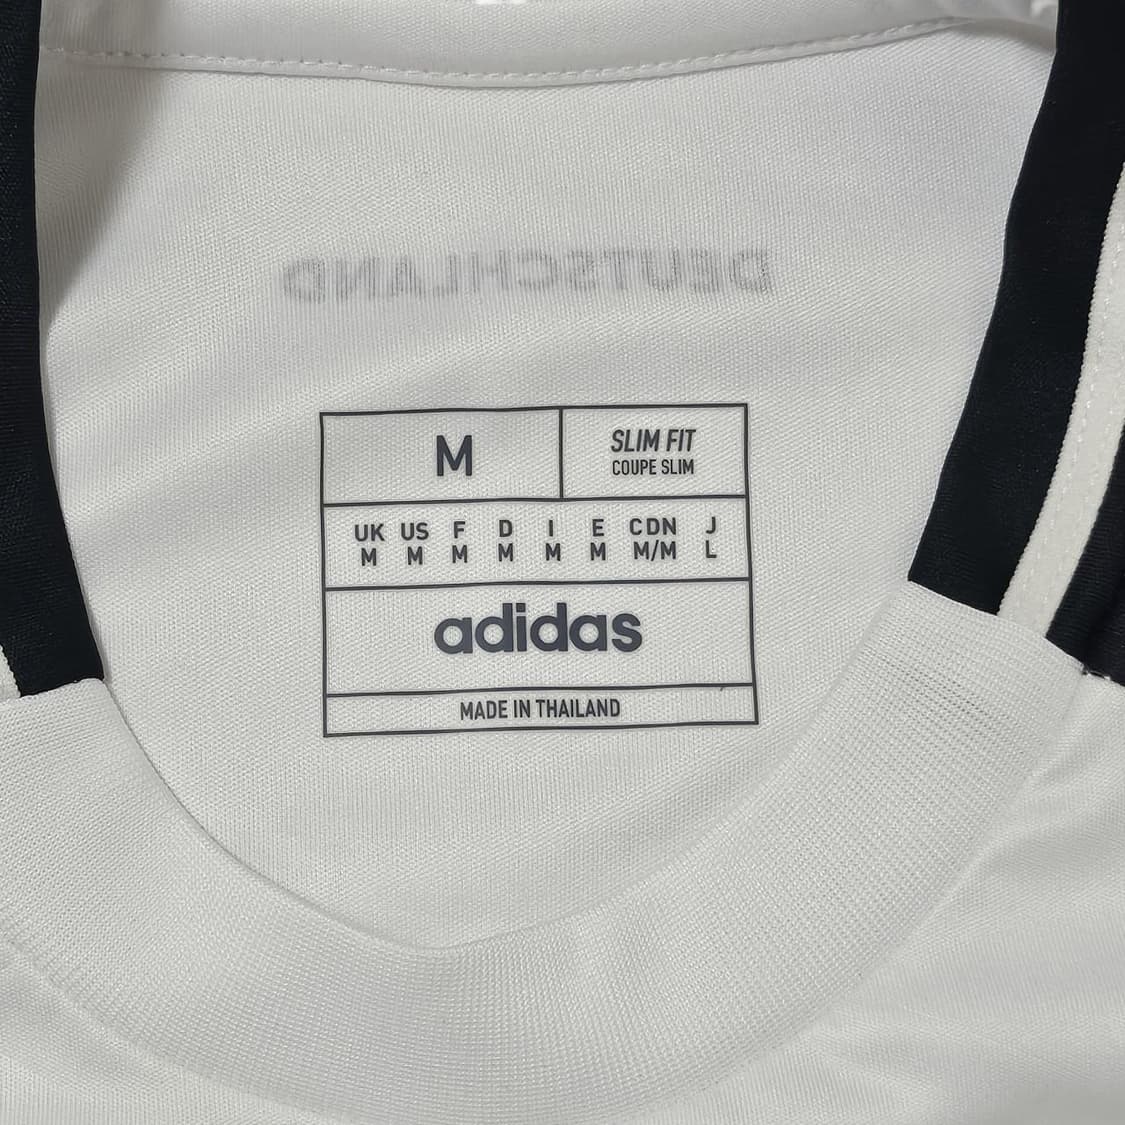 DEUTSCHLAND
M
SLIM FIT
COUPE SLIM
UK US F D I E CDN J
M M M M M M M/M L
adidas
MADE IN THAILAND